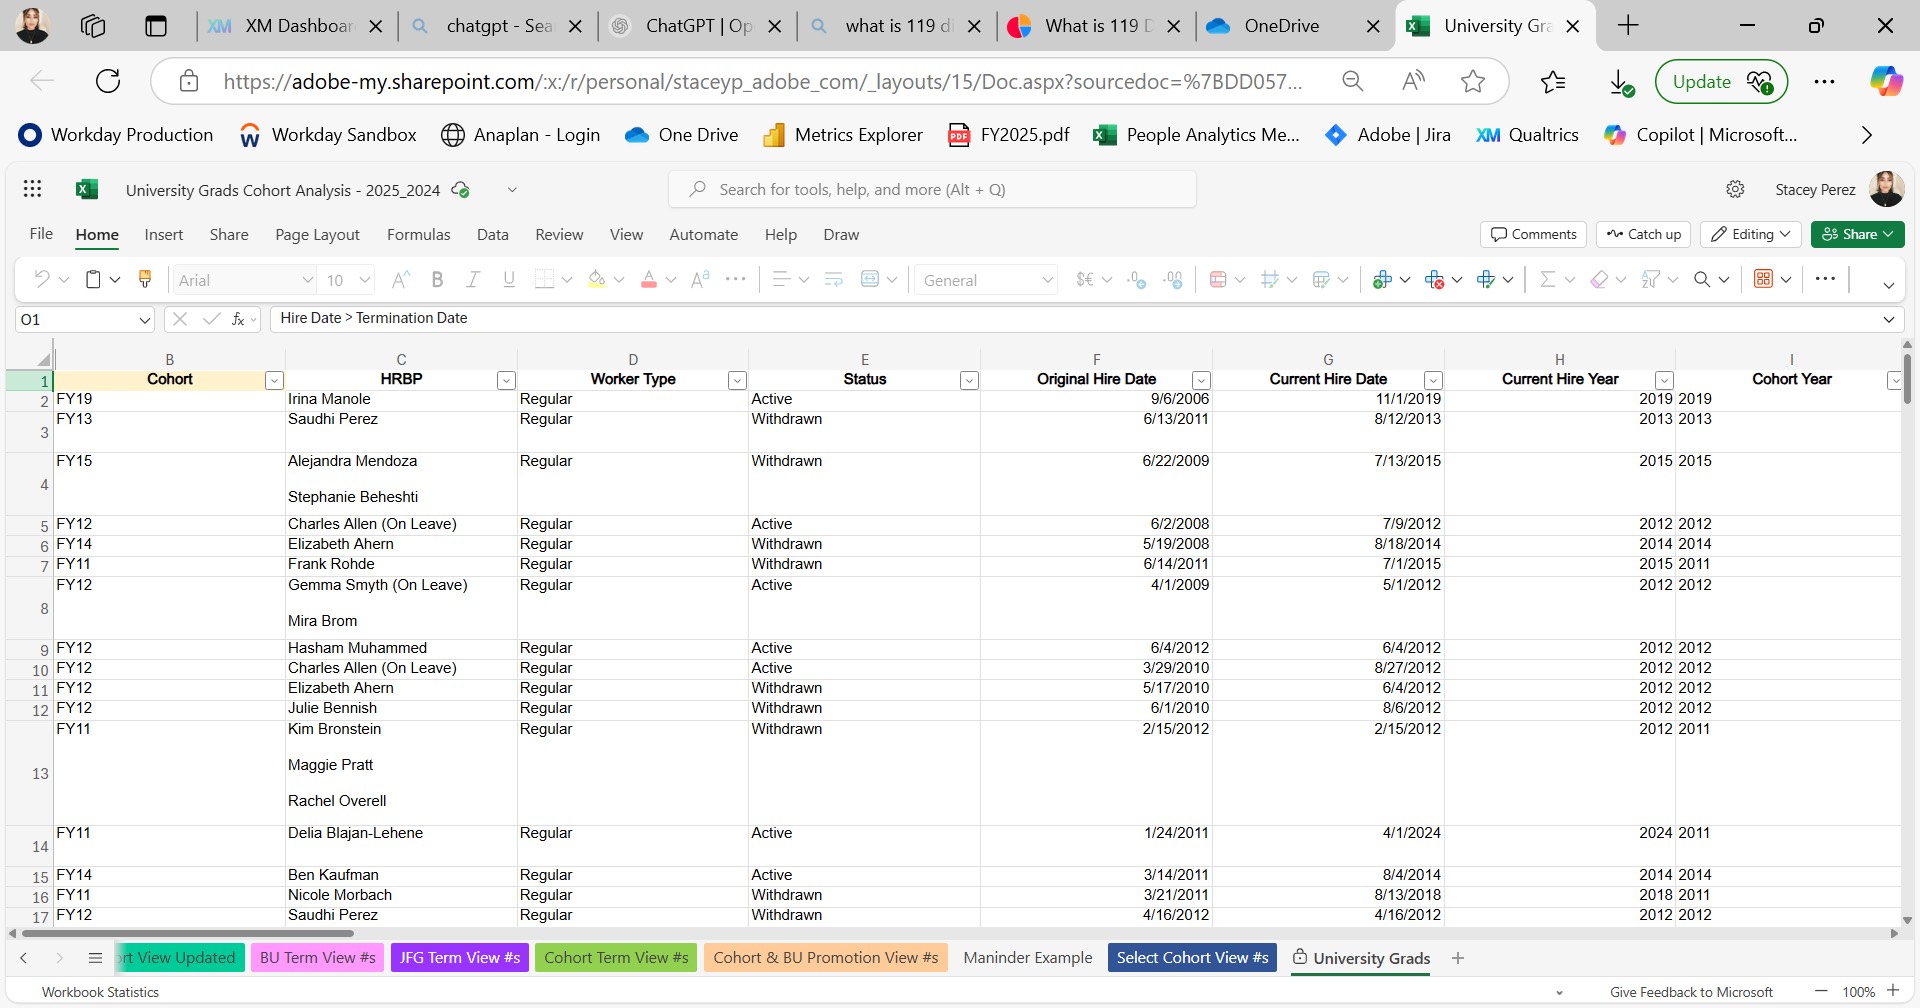 XM Dashboar
chatgpt - Sea
ChatGPT | Op
what is 119 di
What is 119 D
OneDrive
University Gra
https://adobe-my.sharepoint.com/:x:/r/personal/staceyp_adobe_com/_layouts/15/Doc.aspx?sourcedoc=%7BDD057...
Update
Workday Production
Workday Sandbox
Anaplan - Login
One Drive
Metrics Explorer
FY2025.pdf
People Analytics Me...
Adobe | Jira
Qualtrics
Copilot | Microsoft...
University Grads Cohort Analysis - 2025_2024
Search for tools, help, and more (Alt + Q)
Stacey Perez
File Home Insert Share Page Layout Formulas Data Review View Automate Help Draw
Comments Catch up Editing Share
Arial 10 General
O1 Hire Date > Termination Date
B C D E F G H I
1 Cohort HRBP Worker Type Status Original Hire Date Current Hire Date Current Hire Year Cohort Year
2 FY19 Irina Manole Regular Active 9/6/2006 11/1/2019 2019 2019
3 FY13 Saudhi Perez Regular Withdrawn 6/13/2011 8/12/2013 2013 2013
4 FY15 Alejandra Mendoza Regular Withdrawn 6/22/2009 7/13/2015 2015 2015
Stephanie Beheshti
5 FY12 Charles Allen (On Leave) Regular Active 6/2/2008 7/9/2012 2012 2012
6 FY14 Elizabeth Ahern Regular Withdrawn 5/19/2008 8/18/2014 2014 2014
7 FY11 Frank Rohde Regular Withdrawn 6/14/2011 7/1/2015 2015 2011
8 FY12 Gemma Smyth (On Leave) Regular Active 4/1/2009 5/1/2012 2012 2012
Mira Brom
9 FY12 Hasham Muhammed Regular Active 6/4/2012 6/4/2012 2012 2012
10 FY12 Charles Allen (On Leave) Regular Active 3/29/2010 8/27/2012 2012 2012
11 FY12 Elizabeth Ahern Regular Withdrawn 5/17/2010 6/4/2012 2012 2012
12 FY12 Julie Bennish Regular Withdrawn 6/1/2010 8/6/2012 2012 2012
13 FY11 Kim Bronstein Regular Withdrawn 2/15/2012 2/15/2012 2012 2011
Maggie Pratt
Rachel Overell
14 FY11 Delia Blajan-Lehene Regular Active 1/24/2011 4/1/2024 2024 2011
15 FY14 Ben Kaufman Regular Active 3/14/2011 8/4/2014 2014 2014
16 FY11 Nicole Morbach Regular Withdrawn 3/21/2011 8/13/2018 2018 2011
17 FY12 Saudhi Perez Regular Withdrawn 4/16/2012 4/16/2012 2012 2012
rt View Updated
BU Term View #s
JFG Term View #s
Cohort Term View #s
Cohort & BU Promotion View #s
Maninder Example
Select Cohort View #s
University Grads
Workbook Statistics
Give Feedback to Microsoft
100%